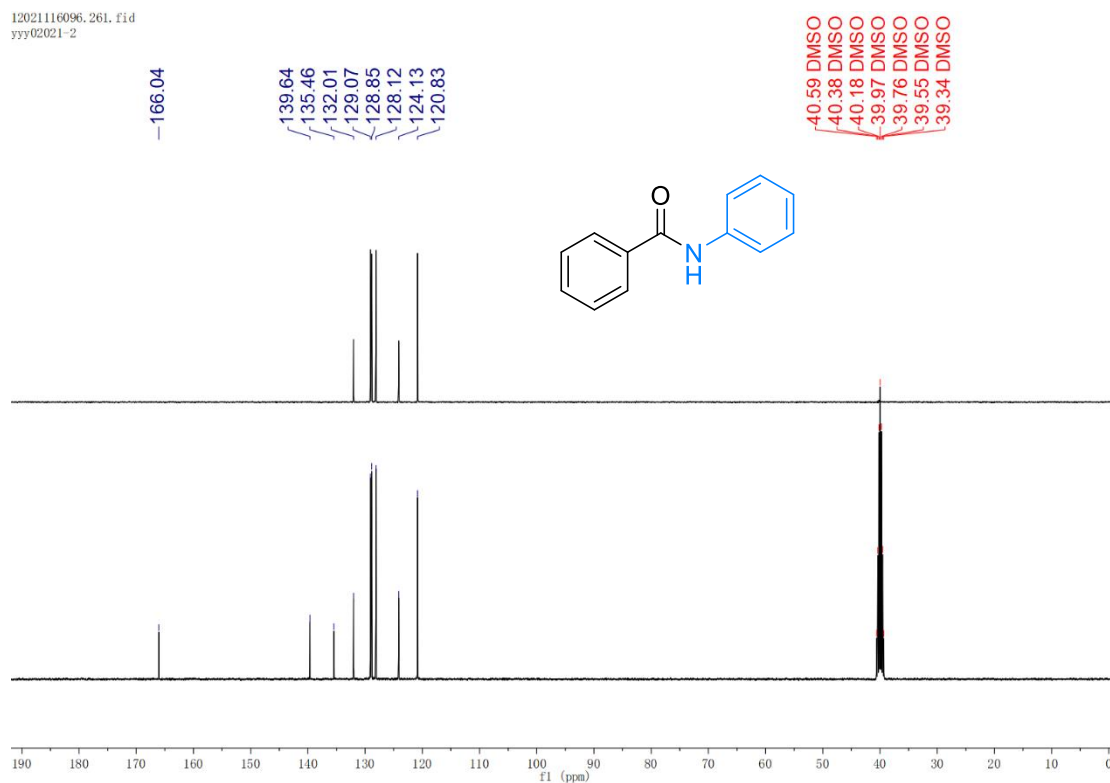 12021116096.261.fid
yyy02021-2
166.04
139.64
135.46
132.01
129.07
128.85
128.12
124.13
120.83
40.59 DMSO
40.38 DMSO
40.18 DMSO
39.97 DMSO
39.76 DMSO
39.55 DMSO
39.34 DMSO
O
N
H
190 180 170 160 150 140 130 120 110 100 90 80 70 60 50 40 30 20 10 0
f1 (ppm)